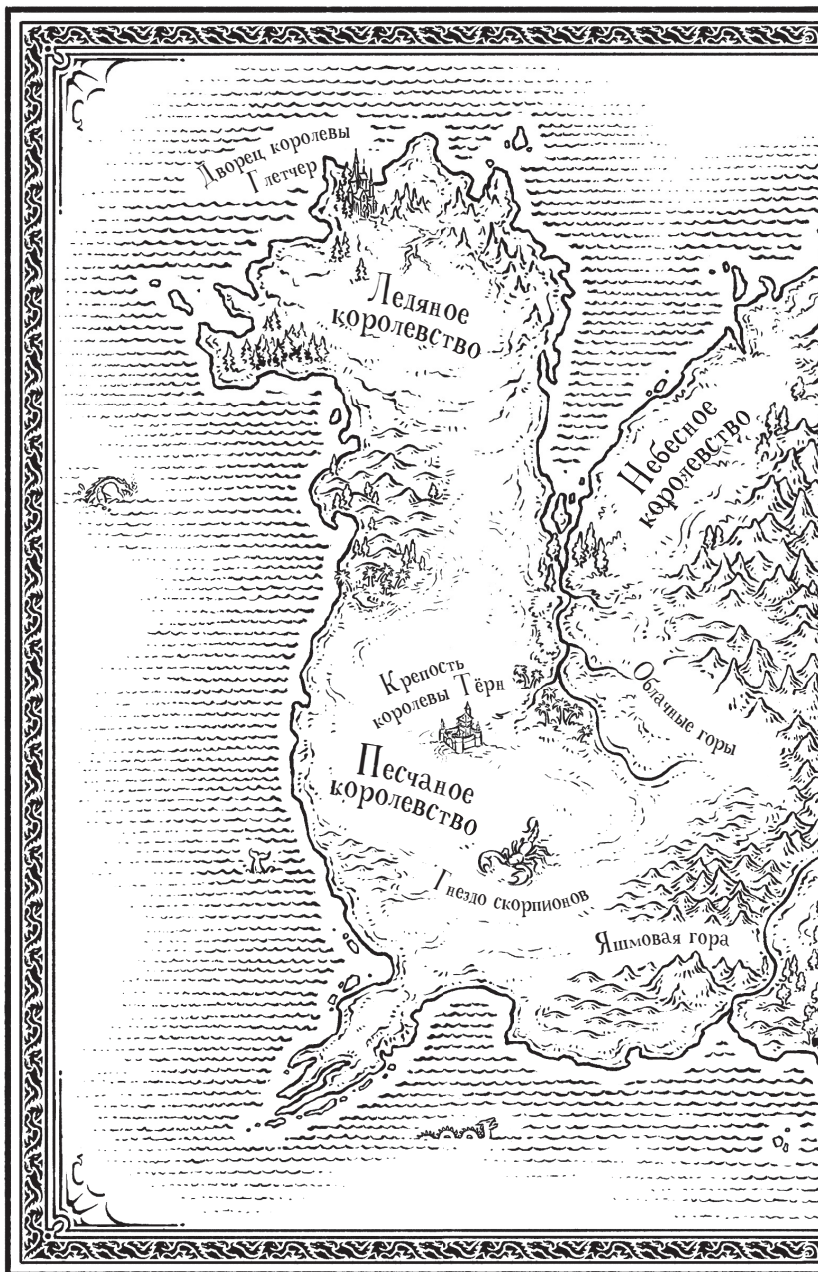 Дворец королевы
Глетчер
Ледяное
королевство
Небесное
королевство
Крепость
королевы Тёрн
Облачные горы
Песчаное
королевство
Гнездо скорпионов
Яшмовая гора